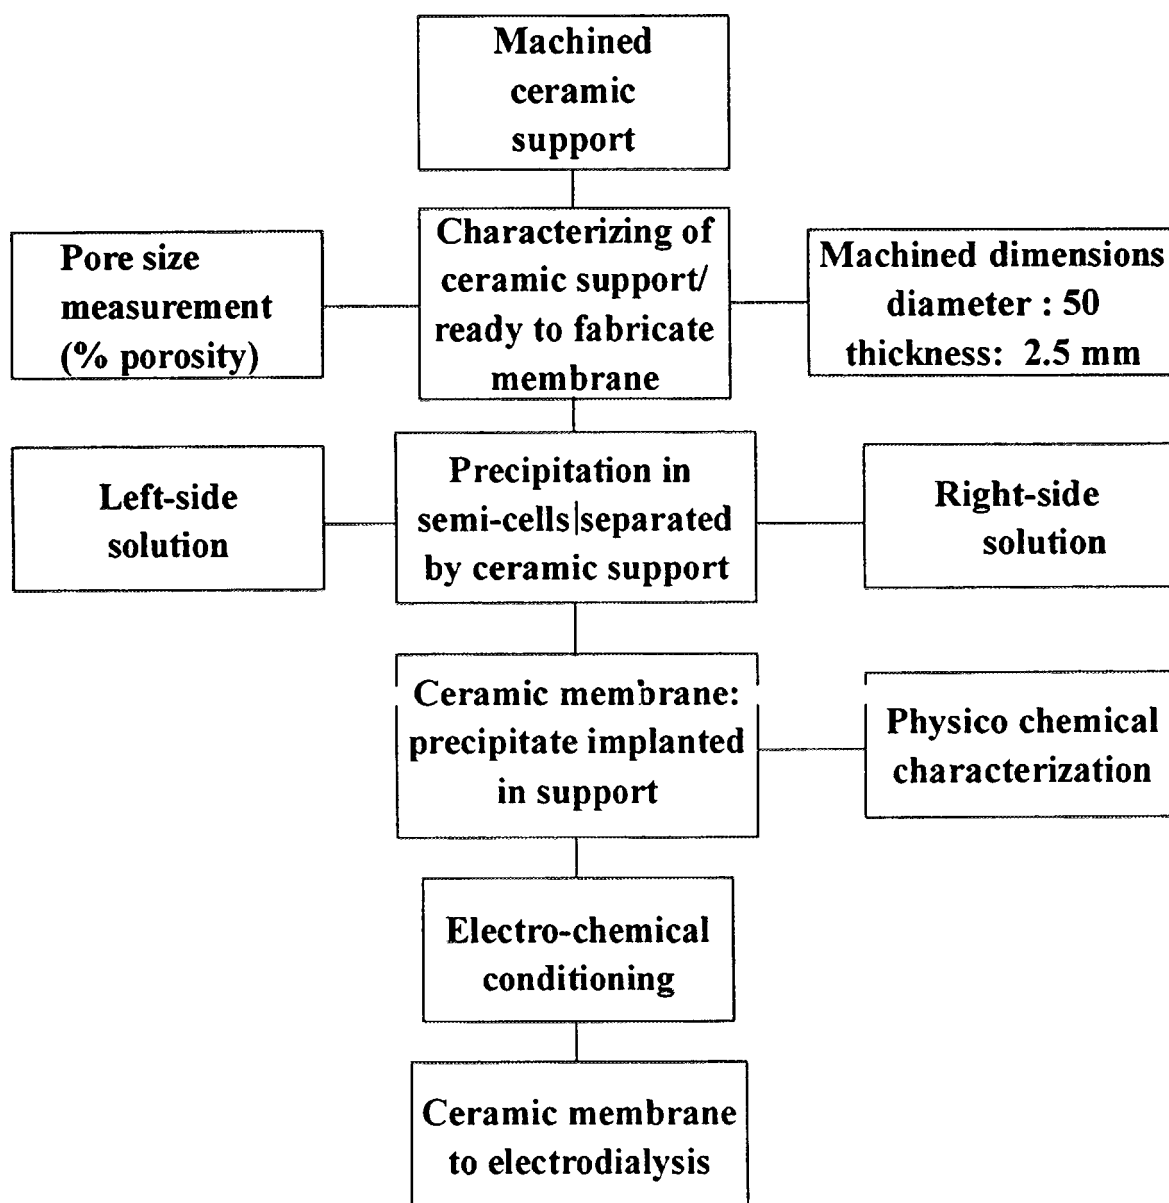 Machined
ceramic
support
Pore size
measurement
(% porosity)
Characterizing of
ceramic support/
ready to fabricate
membrane
Machined dimensions
diameter : 50
thickness: 2.5 mm
Left-side
solution
Precipitation in
semi-cells|separated
by ceramic support
Right-side
solution
Ceramic membrane:
precipitate implanted
in support
Physico chemical
characterization
Electro-chemical
conditioning
Ceramic membrane
to electrodialysis